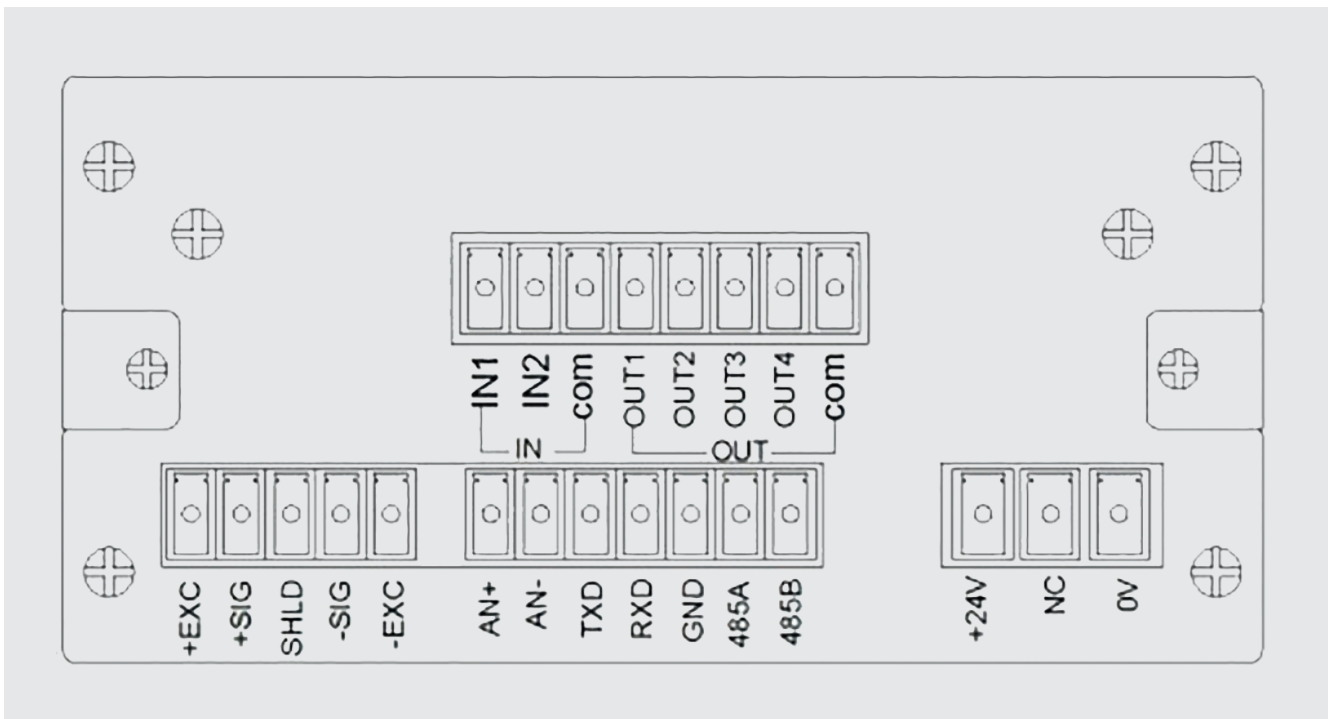 IN1 IN2 com OUT1 OUT2 OUT3 OUT4 com
IN OUT
+EXC +SIG SHLD -SIG -EXC AN+ AN- TXD RXD GND 485A 485B +24V NC 0V